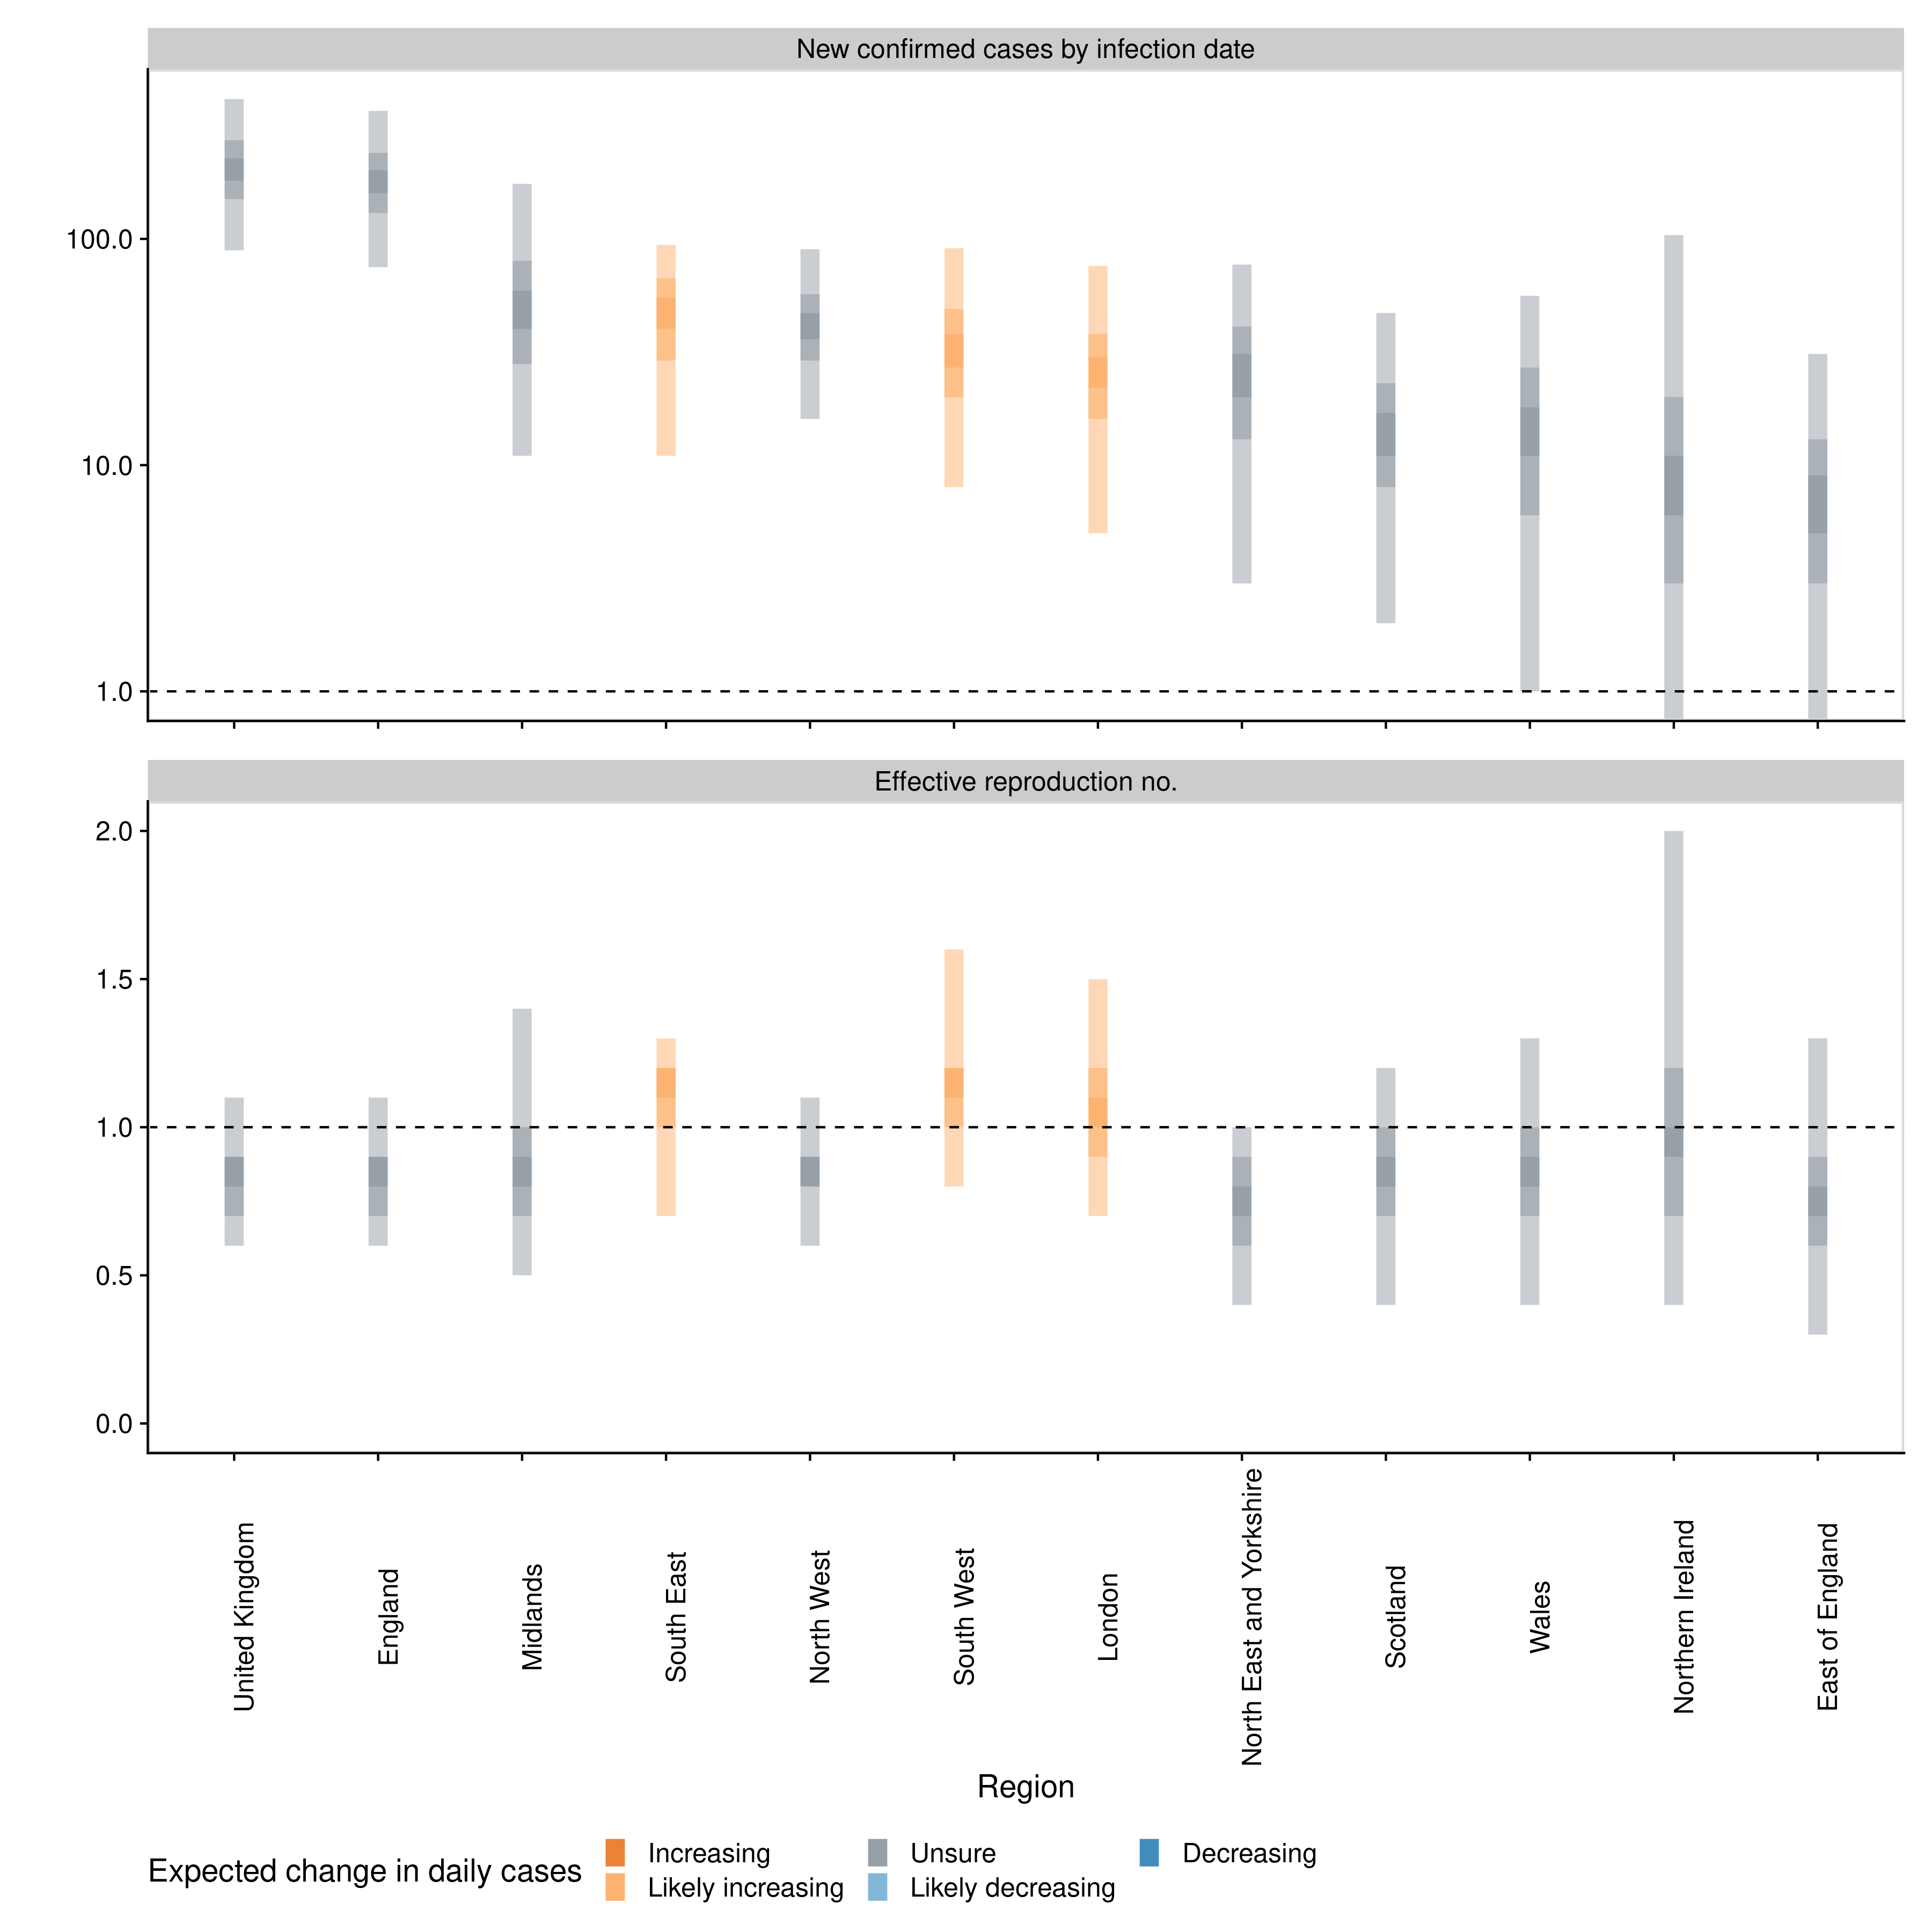 New confirmed cases by infection date
100.0
10.0
1.0
Effective reproduction no.
2.0
1.5
1.0
0.5
0.0
United Kingdom
England
Midlands
South East
North West
South West
London
North East and Yorkshire
Scotland
Wales
Northern Ireland
East of England
Region
Expected change in daily cases
Increasing
Unsure
Decreasing
Likely increasing
Likely decreasing